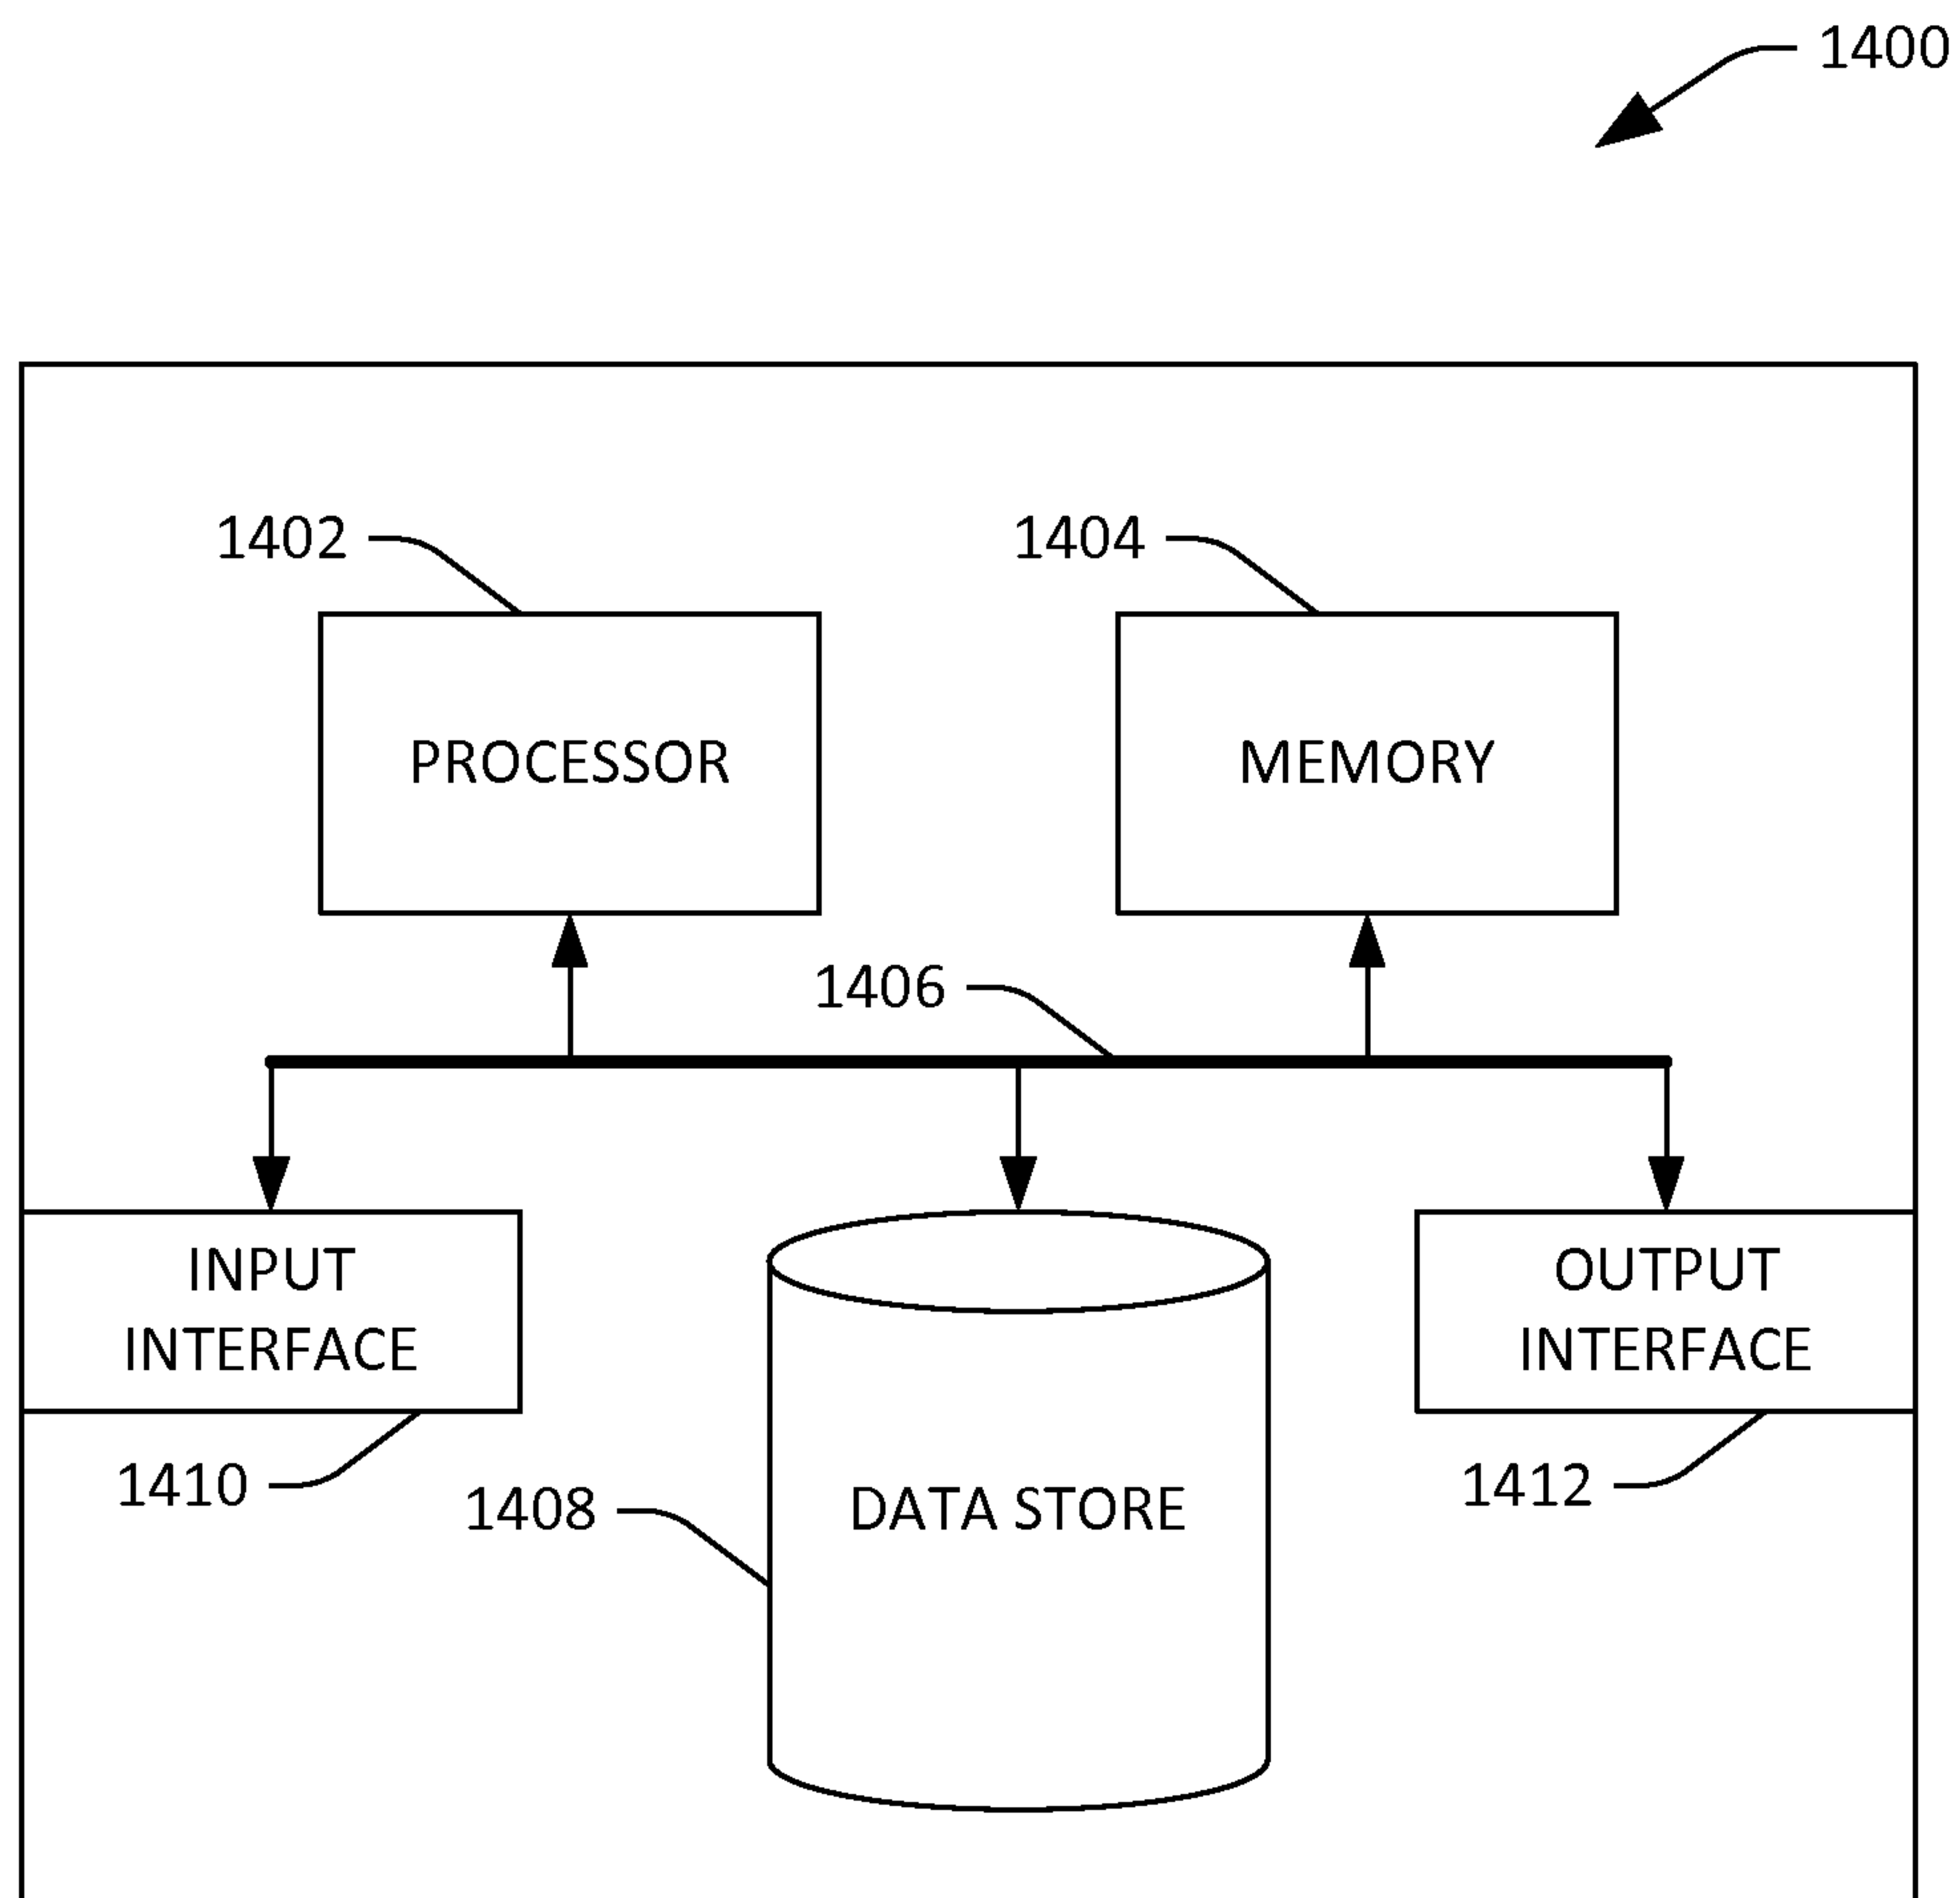 1400
1402
1404
PROCESSOR
MEMORY
1406
INPUT
INTERFACE
OUTPUT
INTERFACE
1410
1408
DATA STORE
1412